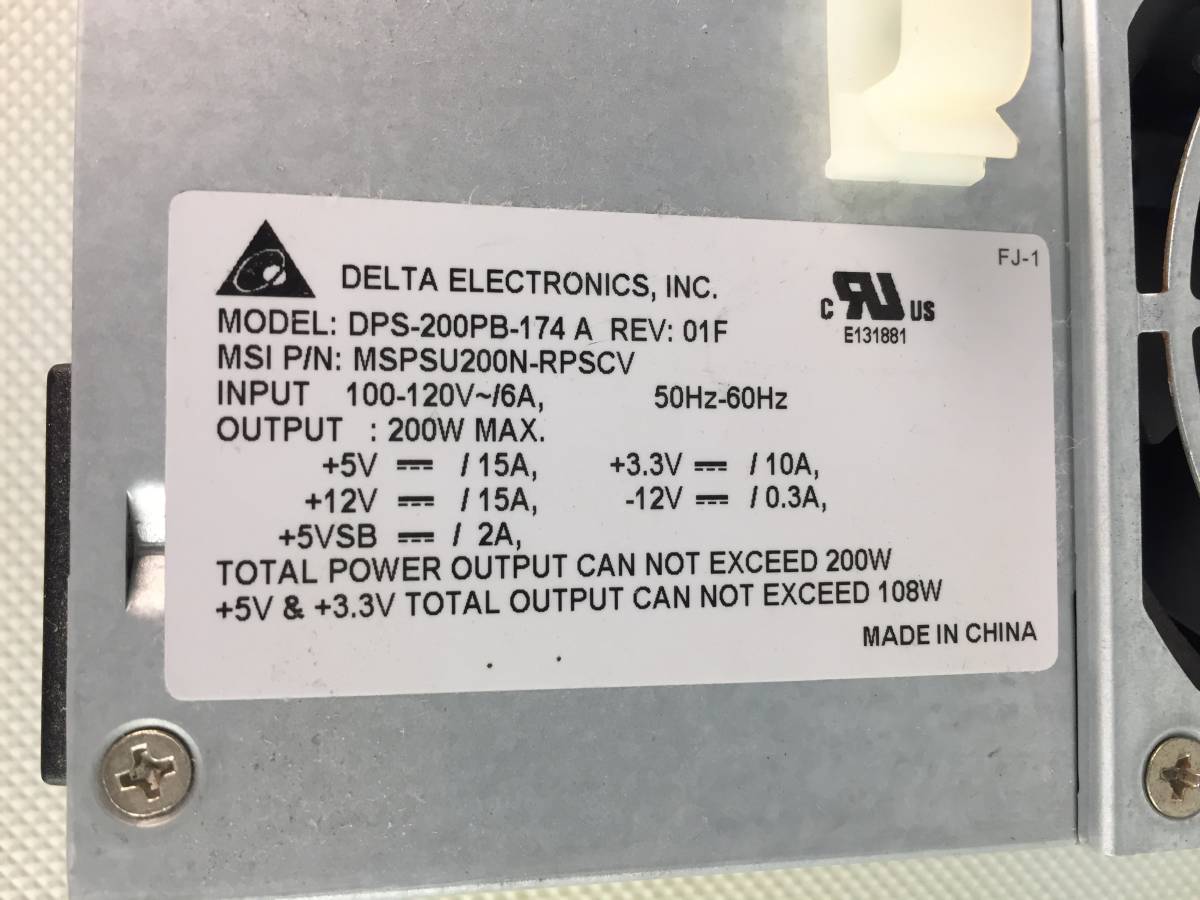 FJ-1
DELTA ELECTRONICS, INC.
C RU US
E131881
MODEL: DPS-200PB-174 A REV: 01F
MSI P/N: MSPSU200N-RPSCV
INPUT 100-120V~/6A, 50Hz-60Hz
OUTPUT : 200W MAX.
+5V ⎓ / 15A, +3.3V ⎓ / 10A,
+12V ⎓ / 15A, -12V ⎓ / 0.3A,
+5VSB ⎓ / 2A,
TOTAL POWER OUTPUT CAN NOT EXCEED 200W
+5V & +3.3V TOTAL OUTPUT CAN NOT EXCEED 108W
MADE IN CHINA